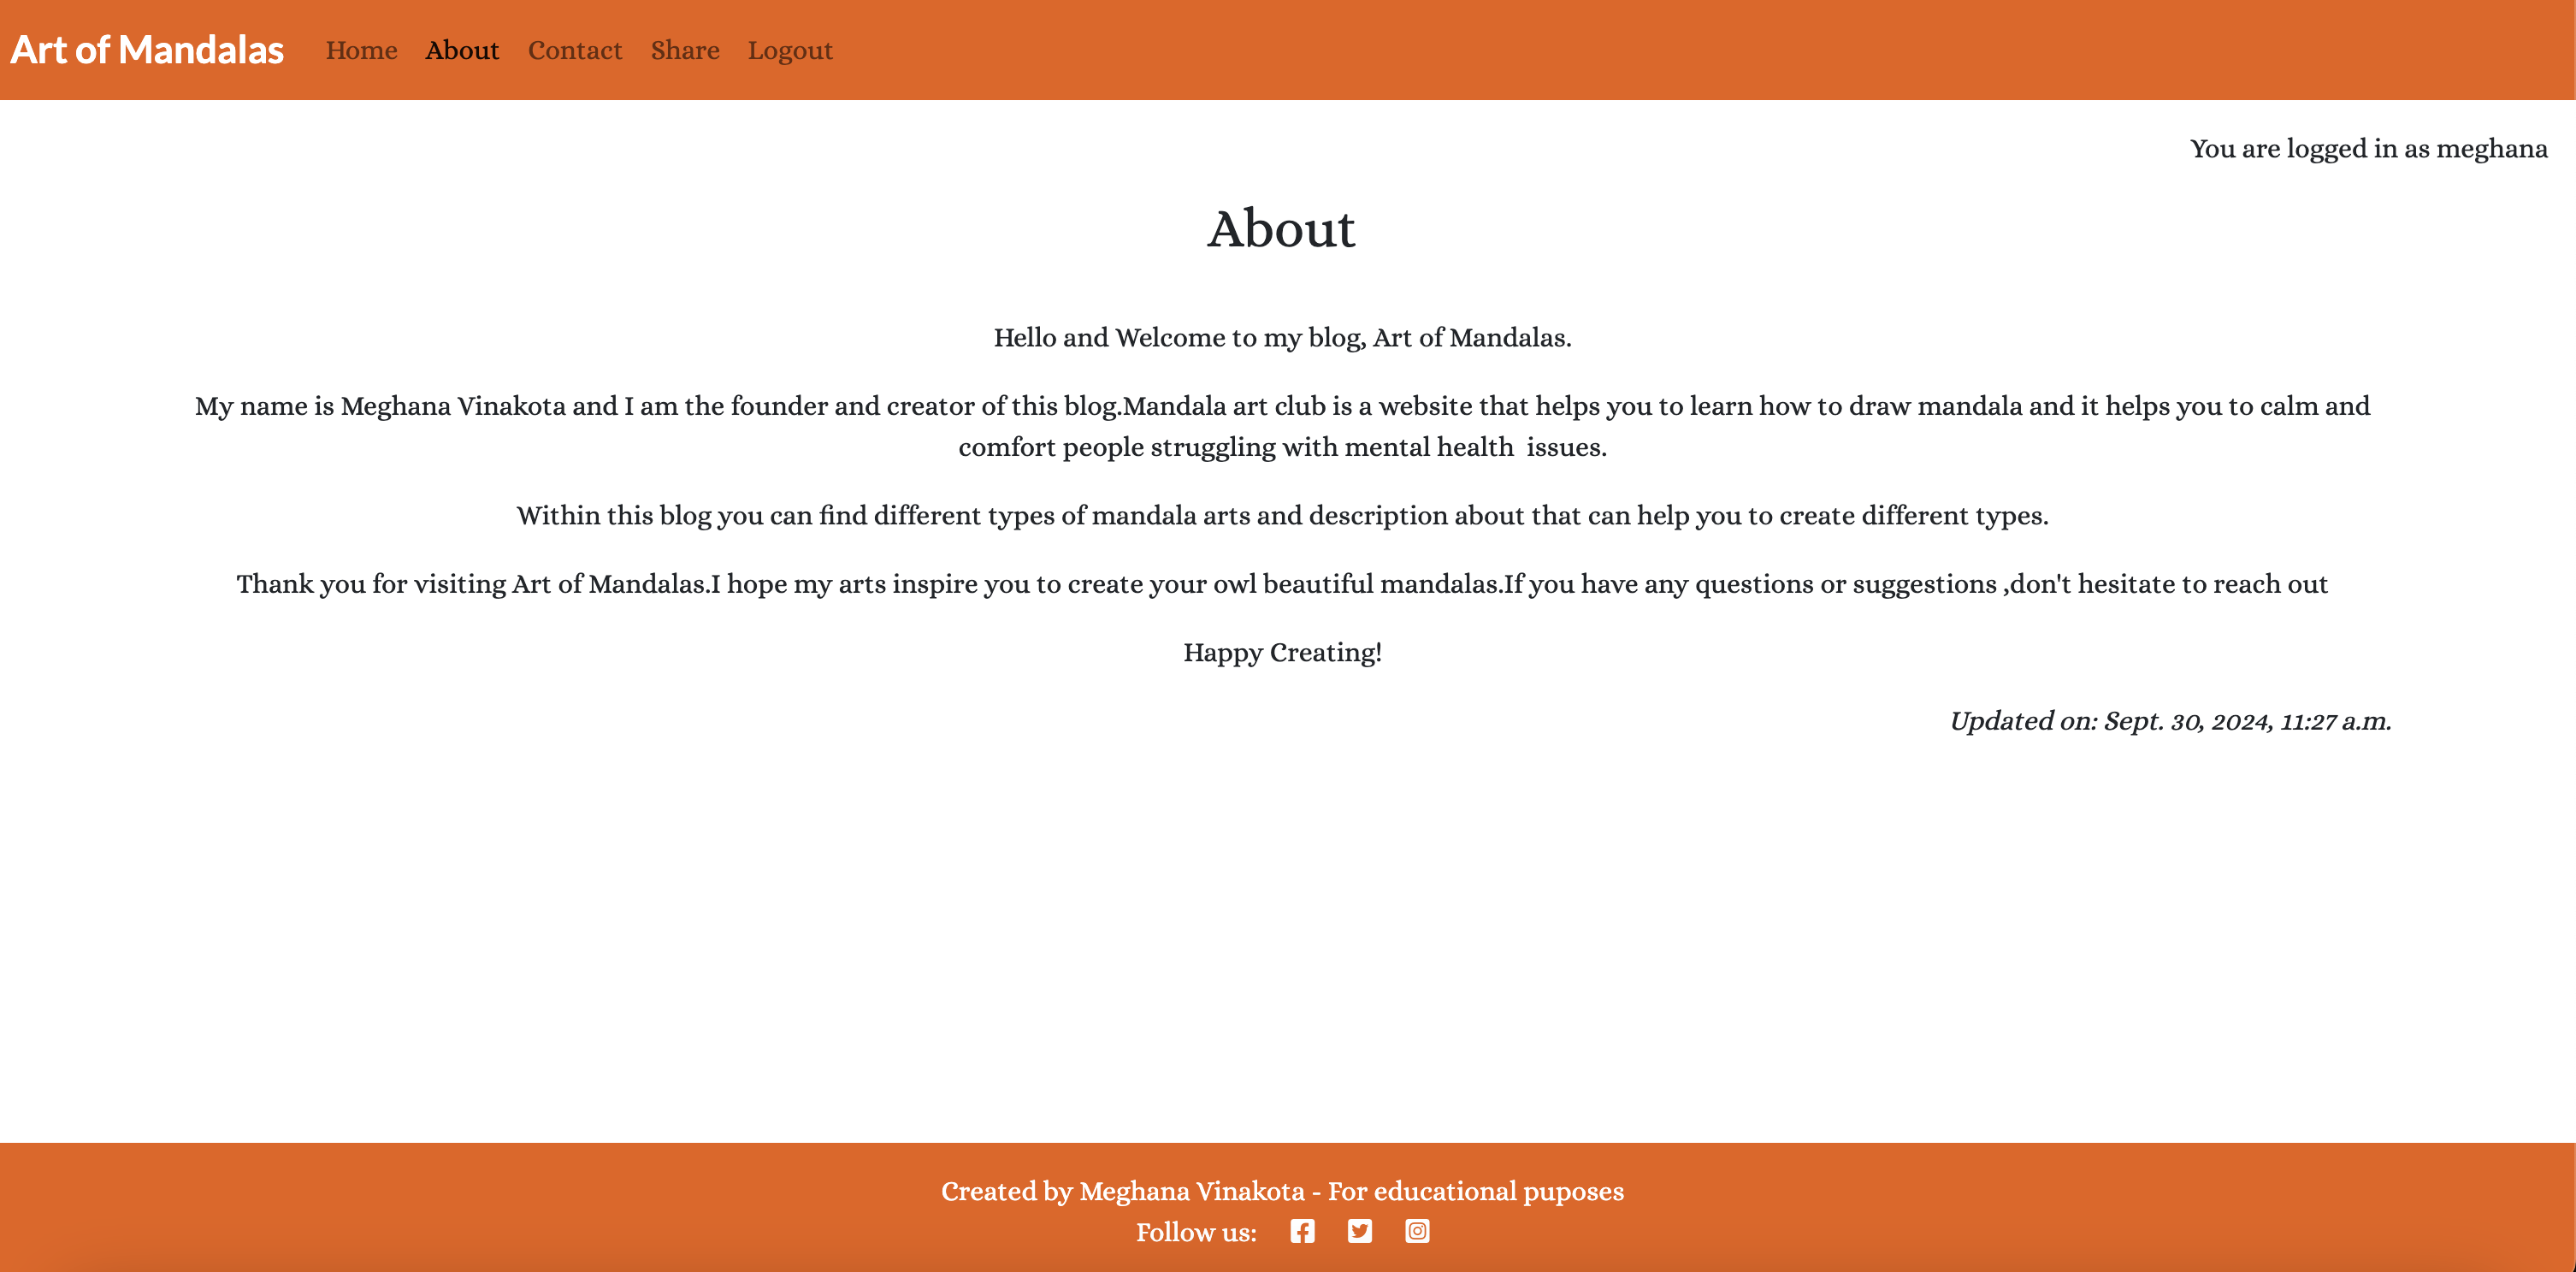 Art of Mandalas Home About Contact Share Logout
You are logged in as meghana
About
Hello and Welcome to my blog, Art of Mandalas.
My name is Meghana Vinakota and I am the founder and creator of this blog.Mandala art club is a website that helps you to learn how to draw mandala and it helps you to calm and
comfort people struggling with mental health  issues.
Within this blog you can find different types of mandala arts and description about that can help you to create different types.
Thank you for visiting Art of Mandalas.I hope my arts inspire you to create your owl beautiful mandalas.If you have any questions or suggestions ,don't hesitate to reach out
Happy Creating!
Updated on: Sept. 30, 2024, 11:27 a.m.
Created by Meghana Vinakota - For educational puposes
Follow us: